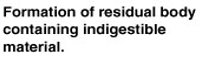 Formation of residual body
containing indigestible
material.